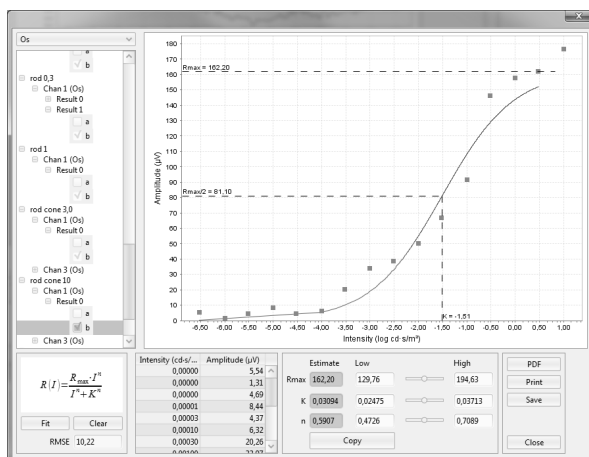 Os
b
rod 0,3
Chan 1 (Os)
Result 0
Result 1
a
b
rod 1
Chan 1 (Os)
Result 0
a
b
rod cone 3,0
Chan 1 (Os)
Result 0
a
b
Chan 3 (Os)
rod cone 10
Chan 1 (Os)
Result 0
a
b
Chan 3 (Os)
180
170
Rmax = 162,20
160
150
140
130
120
110
100
90
Rmax/2 = 81,10
80
70
60
50
40
30
20
10
0
Amplitude (µV)
K = -1,51
-6,50 -6,00 -5,50 -5,00 -4,50 -4,00 -3,50 -3,00 -2,50 -2,00 -1,50 -1,00 -0,50 0,00 0,50 1,00
Intensity (log cd·s/m²)
R(I)= Rmax·Iⁿ / Iⁿ+Kⁿ
Fit Clear
RMSE 10,22
Intensity (cd·s/... Amplitude (µV)
0,00000 5,54
0,00000 1,31
0,00000 4,69
0,00001 8,44
0,00003 4,37
0,00010 6,32
0,00030 20,26
Estimate Low High
Rmax 162,20 129,76 194,63
K 0,03094 0,02475 0,03713
n 0,5907 0,4726 0,7089
Copy
PDF
Print
Save
Close